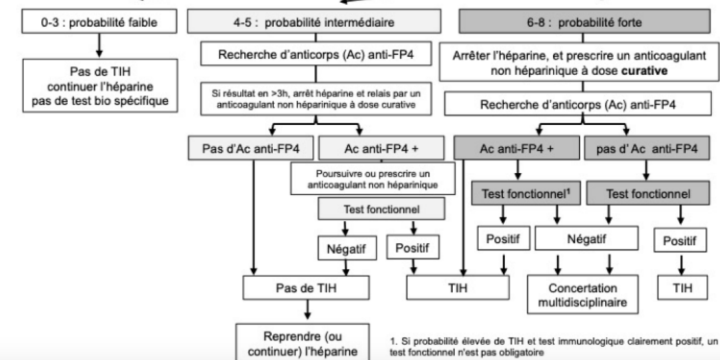 0-3 : probabilité faible
4-5 : probabilité intermédiaire
6-8 : probabilité forte
Pas de TIH
continuer l'héparine
pas de test bio spécifique
Recherche d'anticorps (Ac) anti-FP4
Si résultat en >3h, arrêt héparine et relais par un
anticoagulant non héparinique à dose curative
Pas d'Ac anti-FP4
Ac anti-FP4 +
Poursuivre ou prescrire un
anticoagulant non héparinique
Test fonctionnel
Négatif
Positif
Pas de TIH
Reprendre (ou
continuer) l'héparine
Arrêter l'héparine, et prescrire un anticoagulant
non héparinique à dose curative
Recherche d'anticorps (Ac) anti-FP4
Ac anti-FP4 +
pas d' Ac anti-FP4
Test fonctionnel¹
Test fonctionnel
Positif
Négatif
Positif
TIH
Concertation
multidisciplinaire
TIH
1. Si probabilité élevée de TIH et test immunologique clairement positif, un
test fonctionnel n'est pas obligatoire